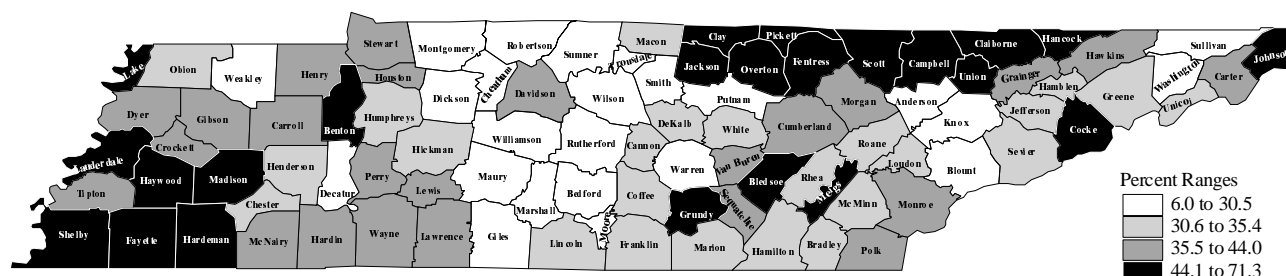 Stewart
Montgomery
Robertson
Sumner
Macon
Clay
Pickett
Claiborne
Hancock
Hawkins
Sullivan
Johnson
Lake
Obion
Weakley
Henry
Houston
Cheatham
Trousdale
Smith
Jackson
Overton
Fentress
Scott
Campbell
Union
Grainger
Hamblen
Washington
Carter
Dyer
Gibson
Carroll
Benton
Humphreys
Dickson
Davidson
Wilson
Putnam
Morgan
Anderson
Knox
Jefferson
Greene
Unicoi
Crockett
Lauderdale
Haywood
Madison
Henderson
Decatur
Perry
Hickman
Williamson
Rutherford
Cannon
DeKalb
White
Cumberland
Roane
Loudon
Blount
Sevier
Cocke
Tipton
Chester
Lewis
Maury
Bedford
Coffee
Warren
Van Buren
Bledsoe
Rhea
Meigs
McMinn
Monroe
Shelby
Fayette
Hardeman
McNairy
Hardin
Wayne
Lawrence
Giles
Marshall
Moore
Lincoln
Franklin
Grundy
Sequatchie
Marion
Hamilton
Bradley
Polk
Percent Ranges
6.0 to 30.5
30.6 to 35.4
35.5 to 44.0
44.1 to 71.3